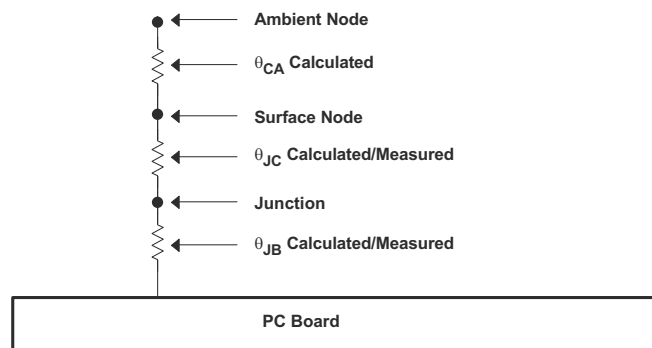 Ambient Node
θCA Calculated
Surface Node
θJC Calculated/Measured
Junction
θJB Calculated/Measured
PC Board